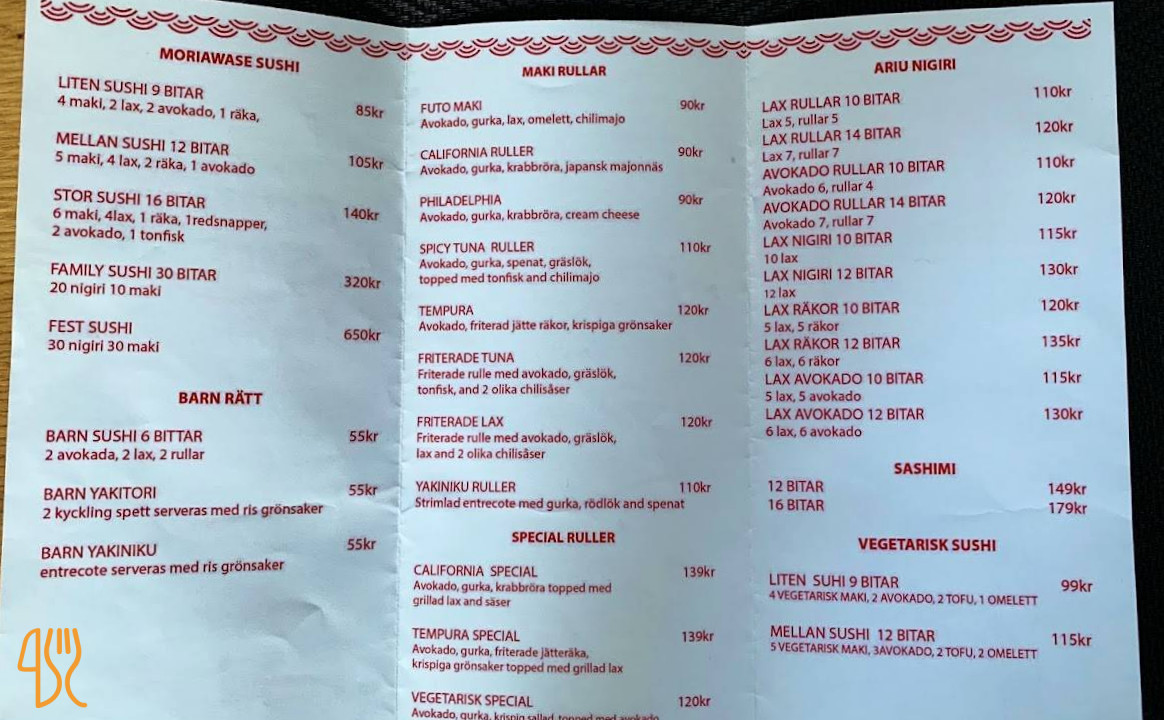 MORIAWASE SUSHI
LITEN SUSHI 9 BITAR
4 maki, 2 lax, 2 avokado, 1 räka, 85kr
MELLAN SUSHI 12 BITAR
5 maki, 4 lax, 2 räka, 1 avokado 105kr
STOR SUSHI 16 BITAR
6 maki, 4lax, 1 räka, 1redsnapper, 140kr
2 avokado, 1 tonfisk
FAMILY SUSHI 30 BITAR 320kr
20 nigiri 10 maki
FEST SUSHI 650kr
30 nigiri 30 maki
BARN RÄTT
BARN SUSHI 6 BITTAR 55kr
2 avokada, 2 lax, 2 rullar
BARN YAKITORI 55kr
2 kyckling spett serveras med ris grönsaker
BARN YAKINIKU 55kr
entrecote serveras med ris grönsaker
MAKI RULLAR
FUTO MAKI 90kr
Avokado, gurka, lax, omelett, chilimajo
CALIFORNIA RULLER 90kr
Avokado, gurka, krabbröra, japansk majonnäs
PHILADELPHIA 90kr
Avokado, gurka, krabbröra, cream cheese
SPICY TUNA RULLER 110kr
Avokado, gurka, spenat, gräslök,
topped med tonfisk and chilimajo
TEMPURA 120kr
Avokado, friterad jätte räkor, krispiga grönsaker
FRITERADE TUNA 120kr
Friterade rulle med avokado, gräslök,
tonfisk, and 2 olika chilisåser
FRITERADE LAX 120kr
Friterade rulle med avokado, gräslök,
lax and 2 olika chilisåser
YAKINIKU RULLER 110kr
Strimlad entrecote med gurka, rödlök and spenat
SPECIAL RULLER
CALIFORNIA SPECIAL 139kr
Avokado, gurka, krabbröra topped med
grillad lax and säser
TEMPURA SPECIAL 139kr
Avokado, gurka, friterade jätteräka,
krispiga grönsaker topped med grillad lax
VEGETARISK SPECIAL 120kr
Avokado, gurka, krispig sallad, topped med avokado
ARIU NIGIRI
LAX RULLAR 10 BITAR 110kr
Lax 5, rullar 5
LAX RULLAR 14 BITAR 120kr
Lax 7, rullar 7
AVOKADO RULLAR 10 BITAR 110kr
Avokado 6, rullar 4
AVOKADO RULLAR 14 BITAR 120kr
Avokado 7, rullar 7
LAX NIGIRI 10 BITAR 115kr
10 lax
LAX NIGIRI 12 BITAR 130kr
12 lax
LAX RÄKOR 10 BITAR 120kr
5 lax, 5 räkor
LAX RÄKOR 12 BITAR 135kr
6 lax, 6 räkor
LAX AVOKADO 10 BITAR 115kr
5 lax, 5 avokado
LAX AVOKADO 12 BITAR 130kr
6 lax, 6 avokado
SASHIMI
12 BITAR 149kr
16 BITAR 179kr
VEGETARISK SUSHI
LITEN SUHI 9 BITAR 99kr
4 VEGETARISK MAKI, 2 AVOKADO, 2 TOFU, 1 OMELETT
MELLAN SUSHI 12 BITAR 115kr
5 VEGETARISK MAKI, 3AVOKADO, 2 TOFU, 2 OMELETT